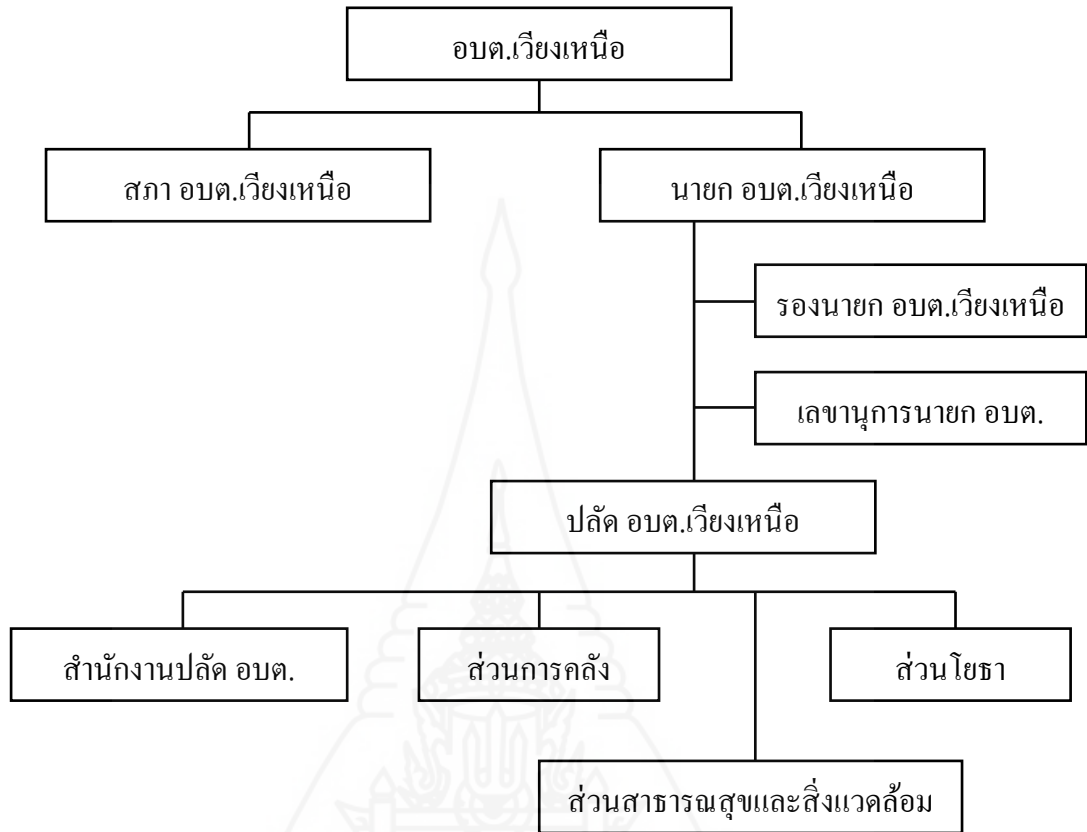 อบต.เวียงเหนือ
สภา อบต.เวียงเหนือ
นายก อบต.เวียงเหนือ
รองนายก อบต.เวียงเหนือ
เลขานุการนายก อบต.
ปลัด อบต.เวียงเหนือ
สำนักงานปลัด อบต.
ส่วนการคลัง
ส่วนโยธา
ส่วนสาธารณสุขและสิ่งแวดล้อม